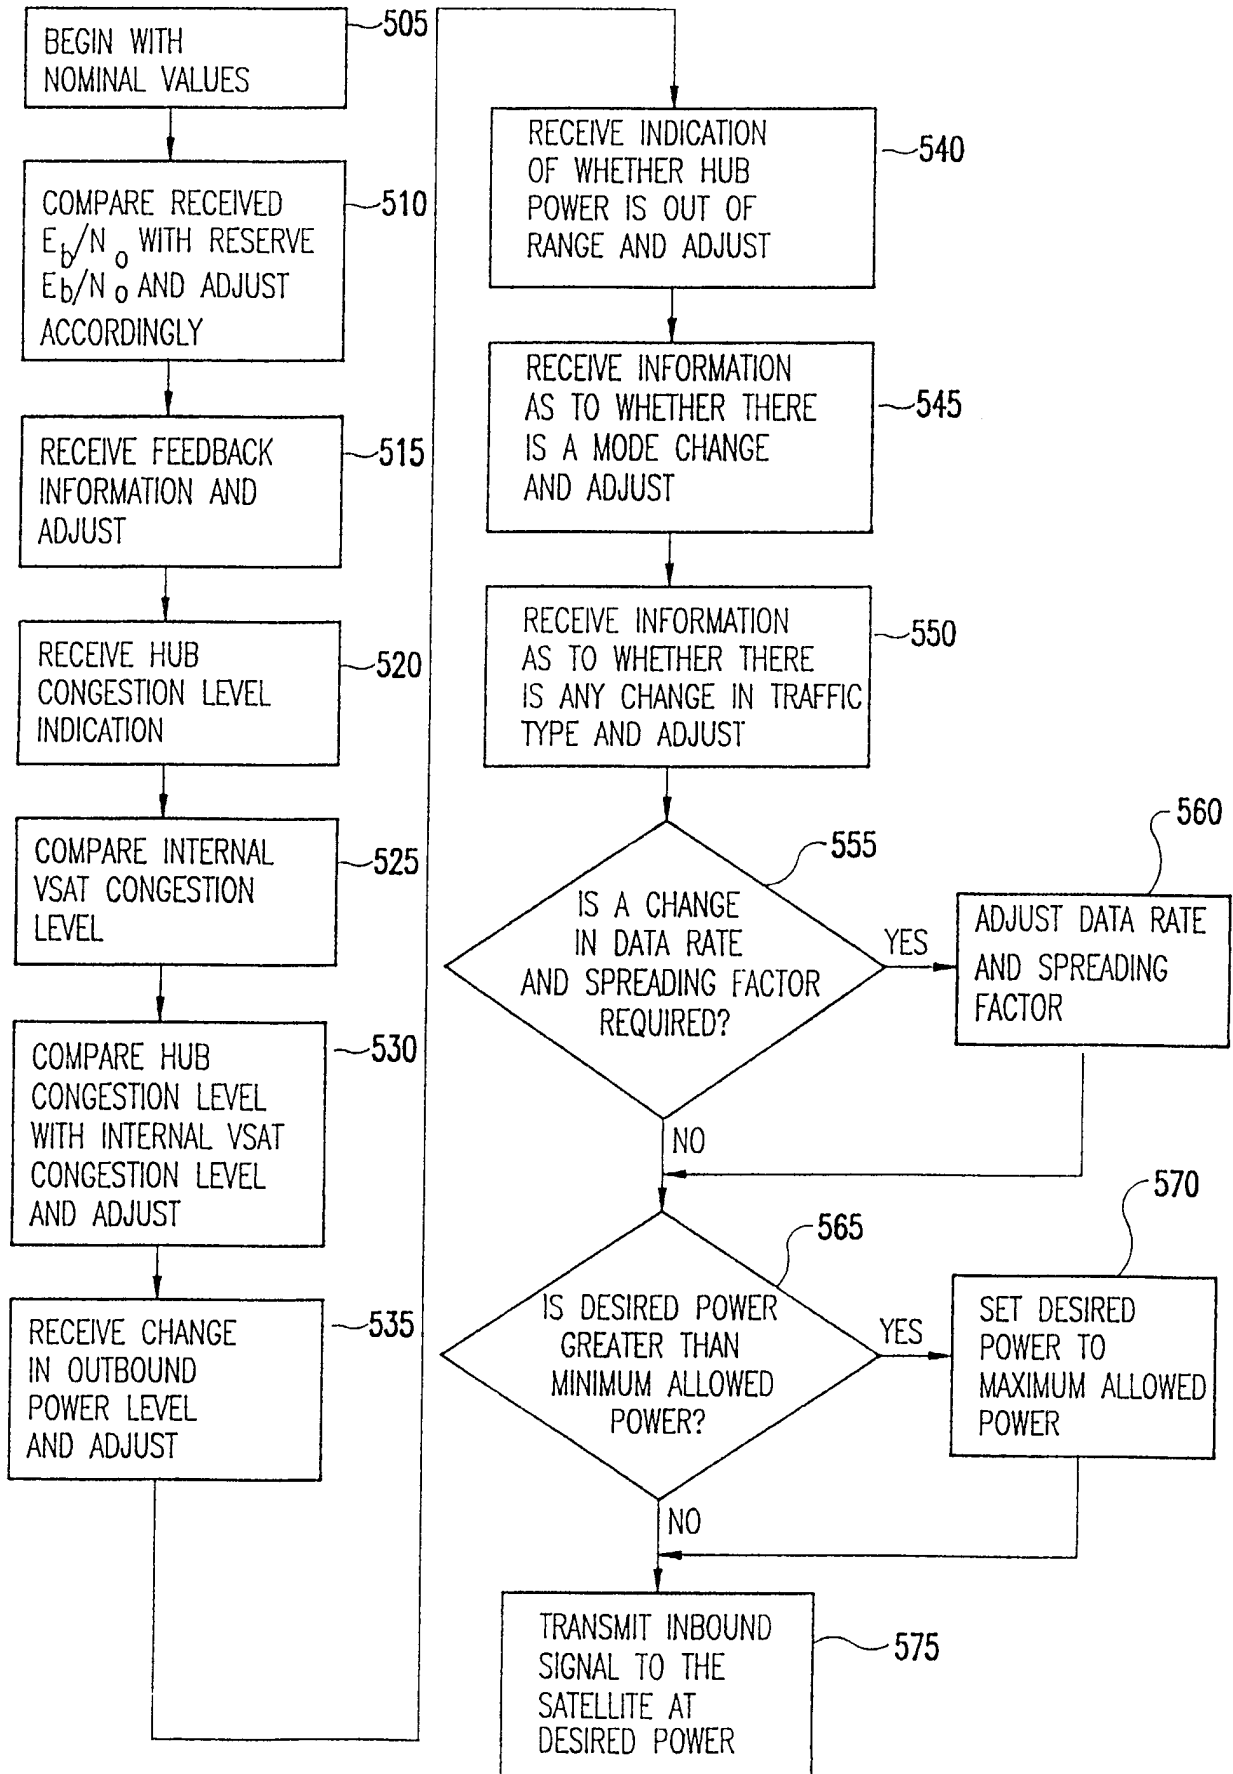 BEGIN WITH
NOMINAL VALUES
505
COMPARE RECEIVED
Eb/No WITH RESERVE
Eb/No AND ADJUST
ACCORDINGLY
510
RECEIVE FEEDBACK
INFORMATION AND
ADJUST
515
RECEIVE HUB
CONGESTION LEVEL
INDICATION
520
COMPARE INTERNAL
VSAT CONGESTION
LEVEL
525
COMPARE HUB
CONGESTION LEVEL
WITH INTERNAL VSAT
CONGESTION LEVEL
AND ADJUST
530
RECEIVE CHANGE
IN OUTBOUND
POWER LEVEL
AND ADJUST
535
RECEIVE INDICATION
OF WHETHER HUB
POWER IS OUT OF
RANGE AND ADJUST
540
RECEIVE INFORMATION
AS TO WHETHER THERE
IS A MODE CHANGE
AND ADJUST
545
RECEIVE INFORMATION
AS TO WHETHER THERE
IS ANY CHANGE IN TRAFFIC
TYPE AND ADJUST
550
IS A CHANGE
IN DATA RATE
AND SPREADING FACTOR
REQUIRED?
555
YES
ADJUST DATA RATE
AND SPREADING
FACTOR
560
NO
IS DESIRED POWER
GREATER THAN
MINIMUM ALLOWED
POWER?
565
YES
SET DESIRED
POWER TO
MAXIMUM ALLOWED
POWER
570
NO
TRANSMIT INBOUND
SIGNAL TO THE
SATELLITE AT
DESIRED POWER
575